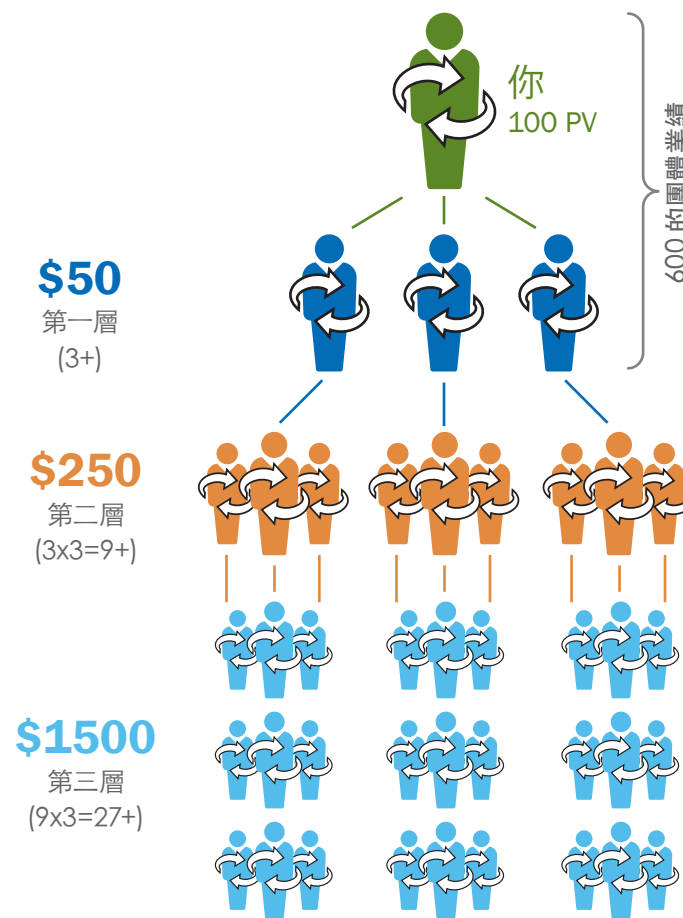 你
100 PV
600 的團體業績
$50
第一層
(3+)
$250
第二層
(3x3=9+)
$1500
第三層
(9x3=27+)